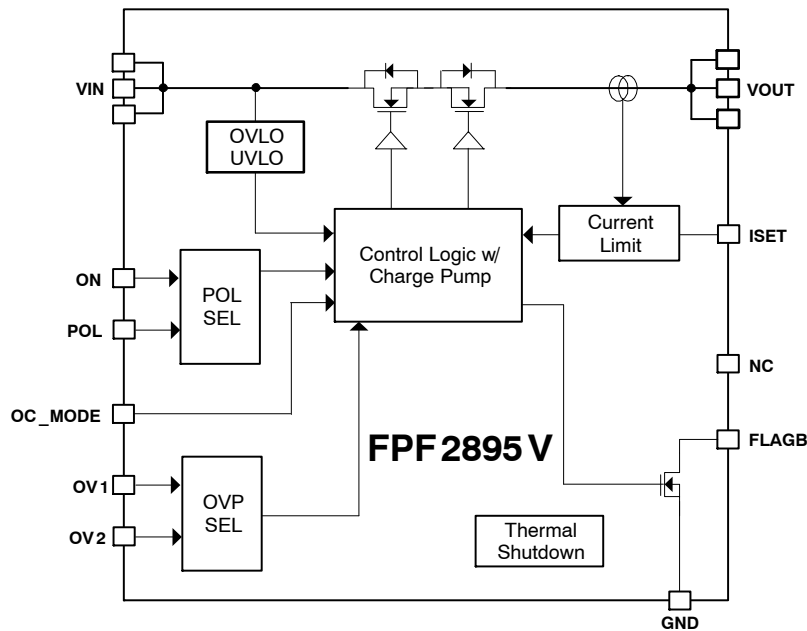 VIN
VOUT
OVLO
UVLO
Control Logic w/
Charge Pump
Current
Limit
ISET
ON
POL
POL
SEL
NC
OC_MODE
FPF2895V
FLAGB
OV1
OV2
OVP
SEL
Thermal
Shutdown
GND